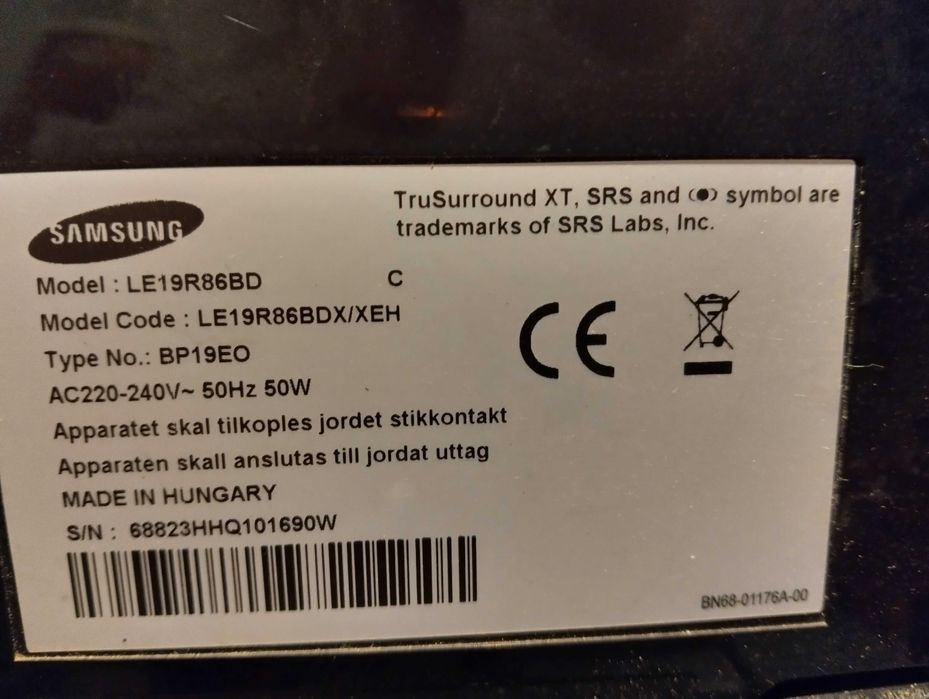 SAMSUNG
TruSurround XT, SRS and (●) symbol are
trademarks of SRS Labs, Inc.
Model : LE19R86BD C
Model Code : LE19R86BDX/XEH
Type No.: BP19EO
AC220-240V~ 50Hz 50W
Apparatet skal tilkoples jordet stikkontakt
Apparaten skall anslutas till jordat uttag
MADE IN HUNGARY
S/N : 68823HHQ101690W
CE
BN68-01176A-00